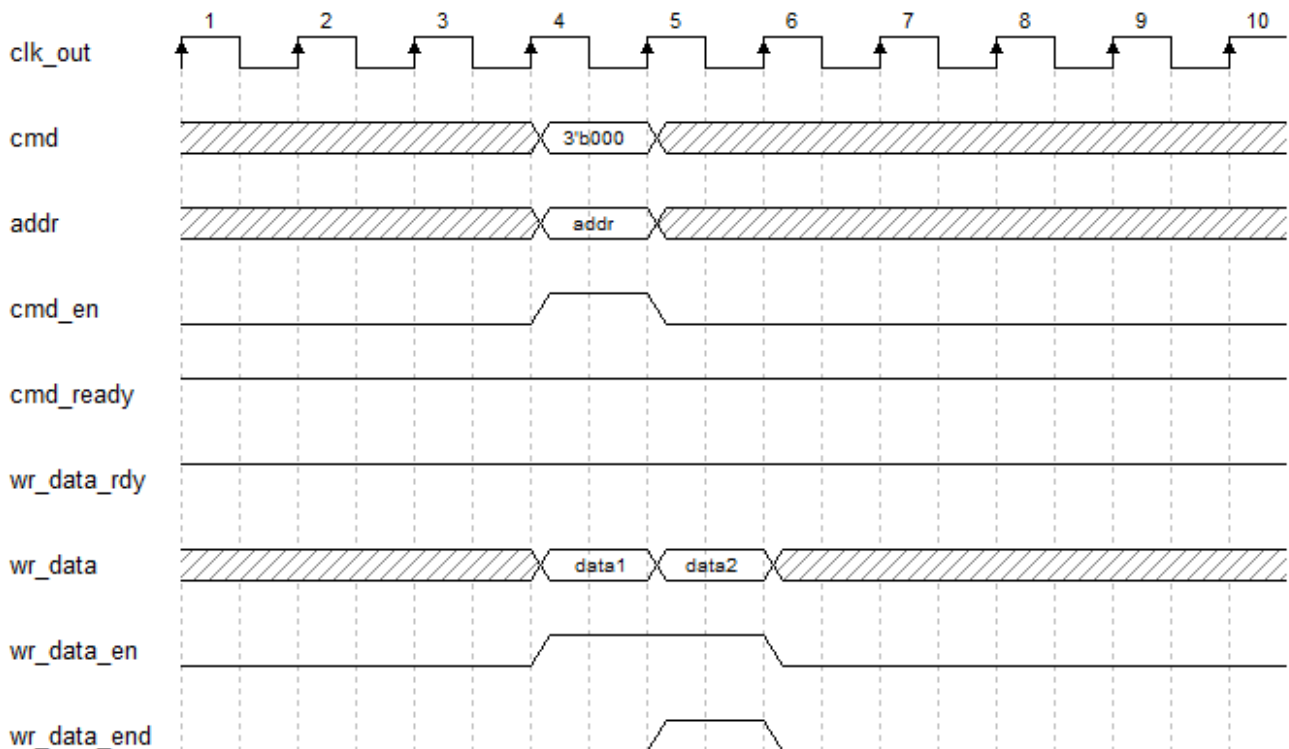 1 2 3 4 5 6 7 8 9 10
clk_out
cmd 3'b000
addr addr
cmd_en
cmd_ready
wr_data_rdy
wr_data data1 data2
wr_data_en
wr_data_end